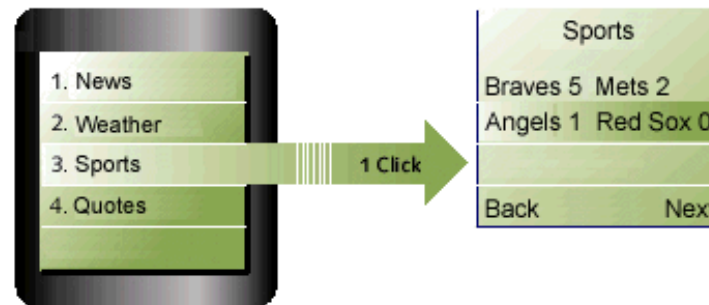 1. News
2. Weather
3. Sports
4. Quotes
1 Click
Sports
Braves 5 Mets 2
Angels 1 Red Sox 0
Back Nex